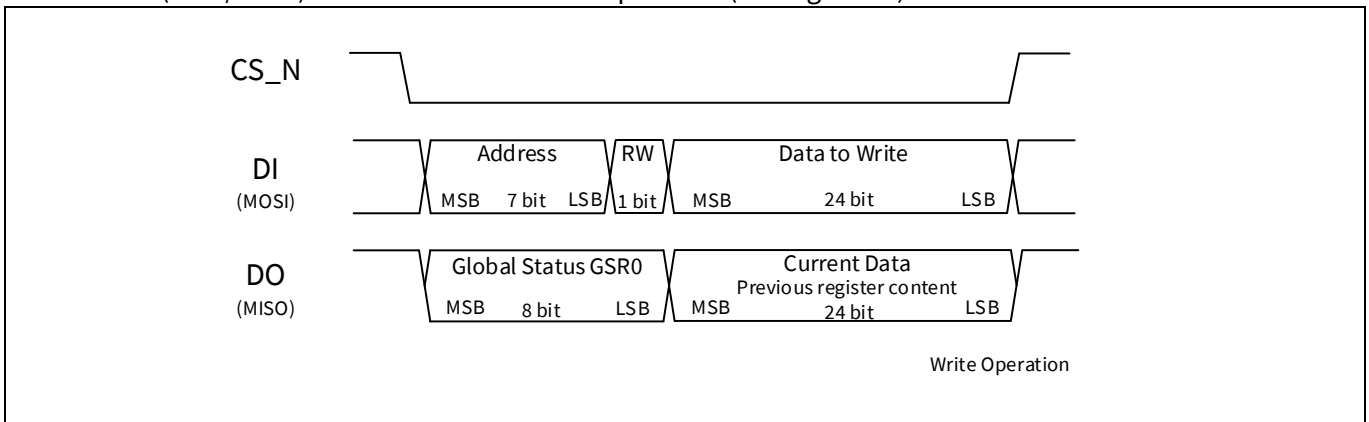 CS_N
DI
(MOSI)
Address
RW
Data to Write
MSB 7 bit LSB 1 bit MSB 24 bit LSB
DO
(MISO)
Global Status GSR0
Current Data
Previous register content
MSB 8 bit LSB MSB 24 bit LSB
Write Operation